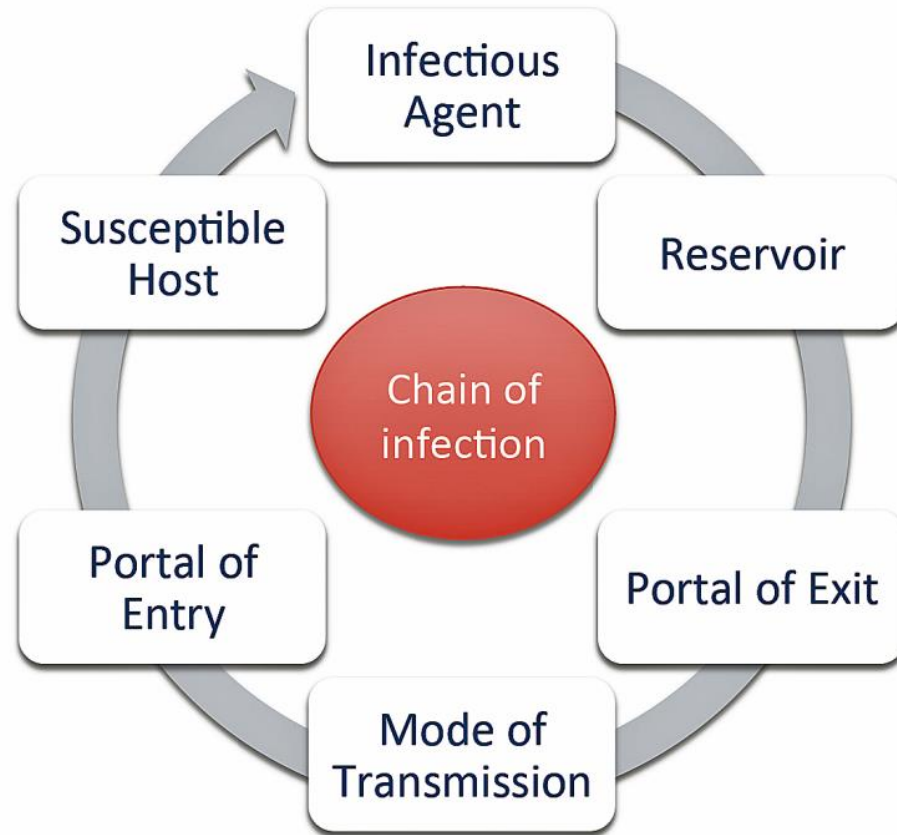 Infectious
Agent
Reservoir
Portal of Exit
Mode of
Transmission
Portal of
Entry
Susceptible
Host
Chain of
infection